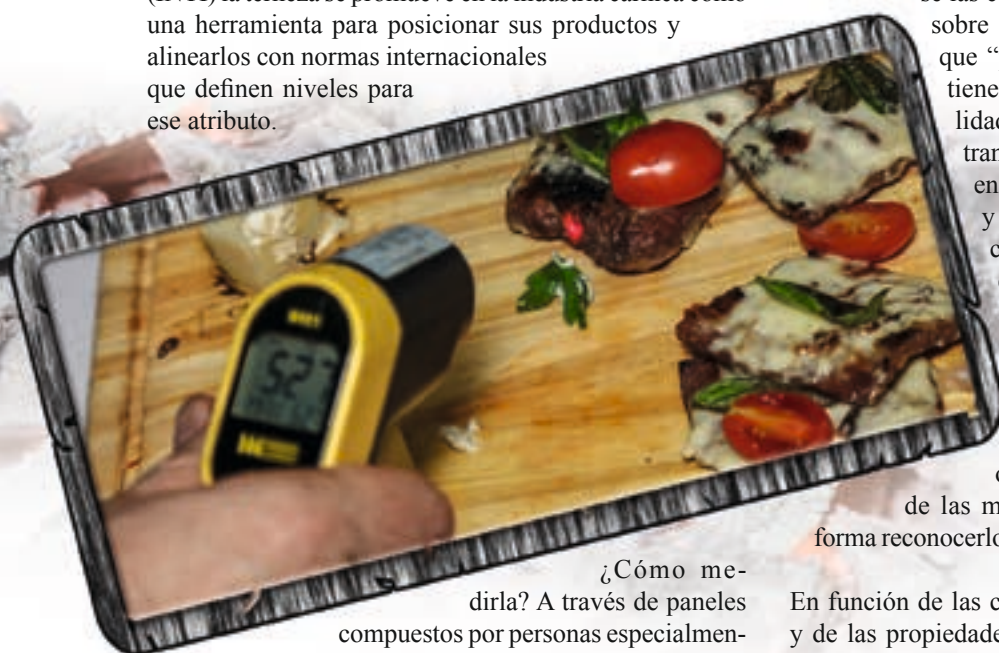 una herramienta para posicionar sus productos y
alinearlos con normas internacionales
que definen niveles para
ese atributo.
¿Cómo me-
dirla? A través de paneles
compuestos por personas especialmen-
sobre
que “
tiene
lidad
tran
en
y
c
de las m
forma reconocerlo
En función de las c
y de las propiedade
52